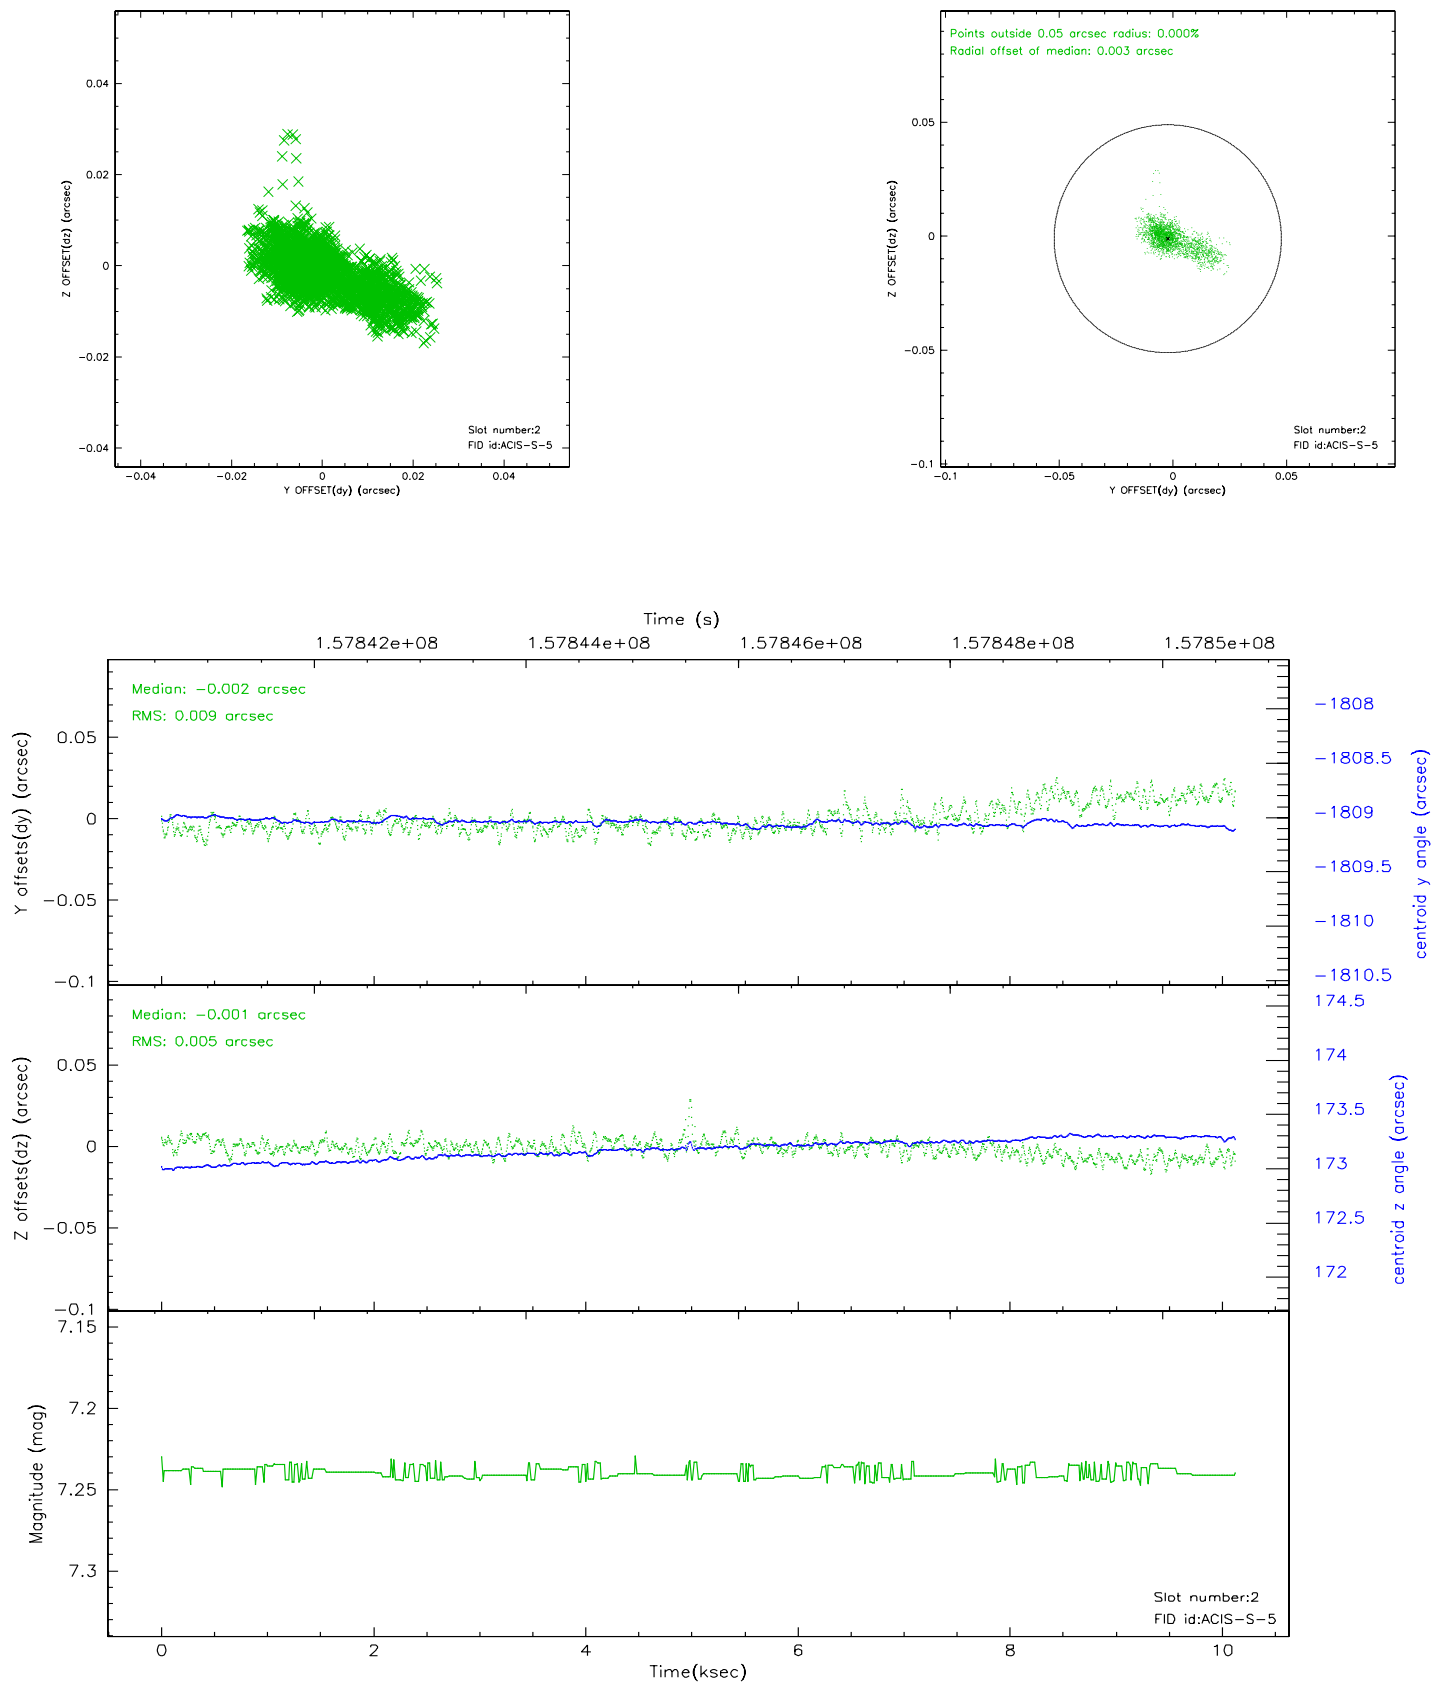 0.04
0.02
0
−0.02
−0.04
Z OFFSET(dz) (arcsec)
Slot number:2
FID id:ACIS−S−5
−0.04
−0.02
0
0.02
0.04
Y OFFSET(dy) (arcsec)
Points outside 0.05 arcsec radius: 0.000%
Radial offset of median: 0.003 arcsec
0.05
0
−0.05
−0.1
Z OFFSET(dz) (arcsec)
Slot number:2
FID id:ACIS−S−5
−0.1
−0.05
0
0.05
Y OFFSET(dy) (arcsec)
Time (s)
1.57842e+08
1.57844e+08
1.57846e+08
1.57848e+08
1.5785e+08
Median: −0.002 arcsec
RMS: 0.009 arcsec
0.05
0
−0.05
−0.1
Y offsets(dy) (arcsec)
−1808
−1808.5
−1809
−1809.5
−1810
−1810.5
centroid y angle (arcsec)
Median: −0.001 arcsec
RMS: 0.005 arcsec
0.05
0
−0.05
−0.1
Z offsets(dz) (arcsec)
174.5
174
173.5
173
172.5
172
centroid z angle (arcsec)
7.15
7.2
7.25
7.3
Magnitude (mag)
Slot number:2
FID id:ACIS−S−5
0
2
4
6
8
10
Time(ksec)